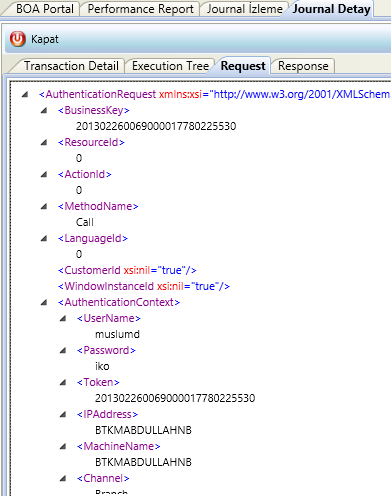 BOA Portal Performance Report Journal İzleme Journal Detay
Kapat
Transaction Detail Execution Tree Request Response
<AuthenticationRequest xmlns:xsi="http://www.w3.org/2001/XMLSchem
<BusinessKey>
201302260069000017780225530
<ResourceId>
0
<ActionId>
0
<MethodName>
Call
<LanguageId>
0
<CustomerId xsi:nil="true"/>
<WindowInstanceId xsi:nil="true"/>
<AuthenticationContext>
<UserName>
muslumd
<Password>
iko
<Token>
201302260069000017780225530
<IPAddress>
BTKMABDULLAHNB
<MachineName>
BTKMABDULLAHNB
<Channel>
Branch